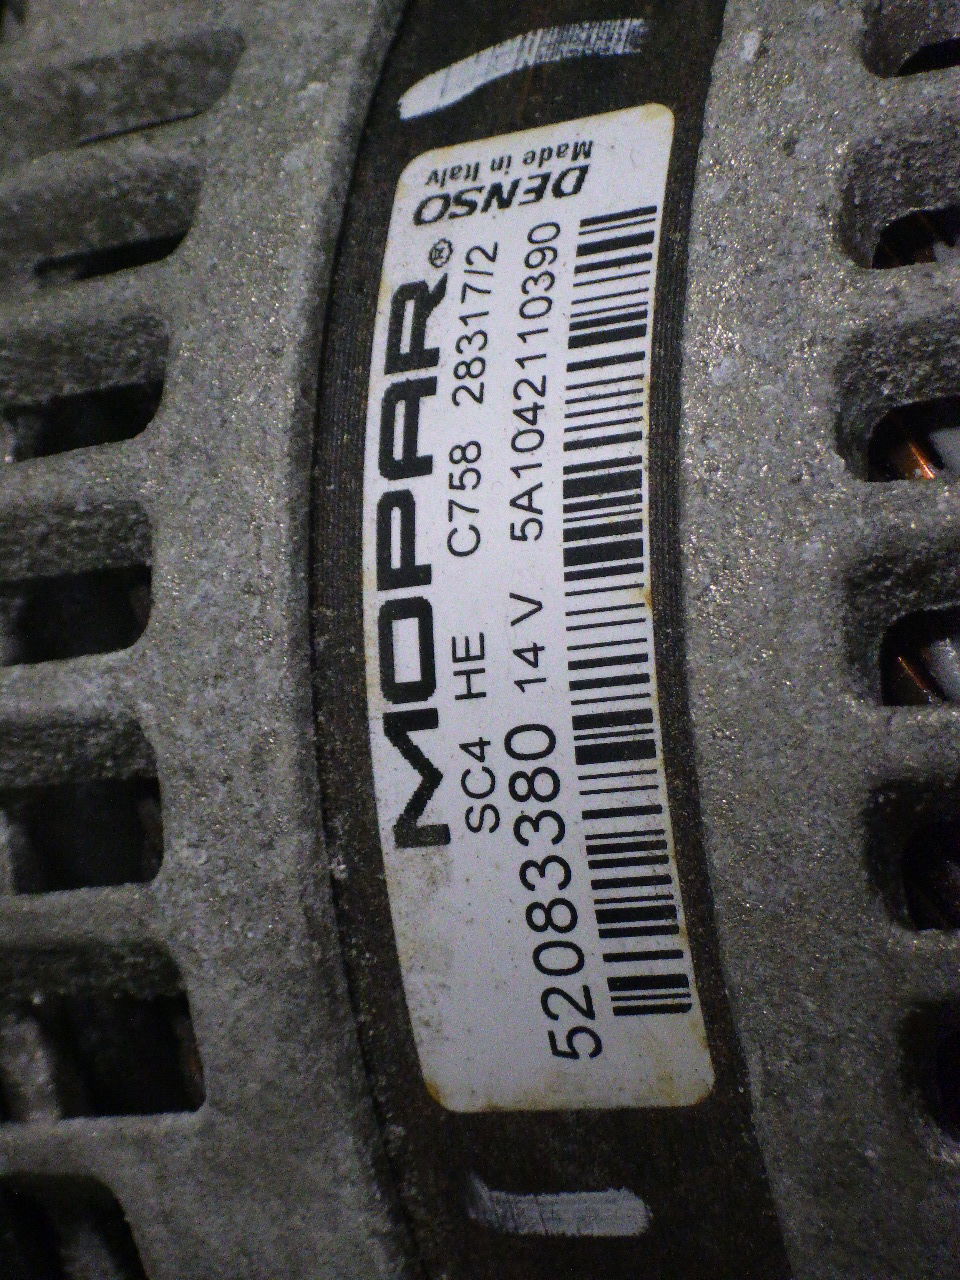 MOPAR®
SC4 HE C758 28317/2
52083380 14 V 5A1042110390
DENSO
Made in Italy